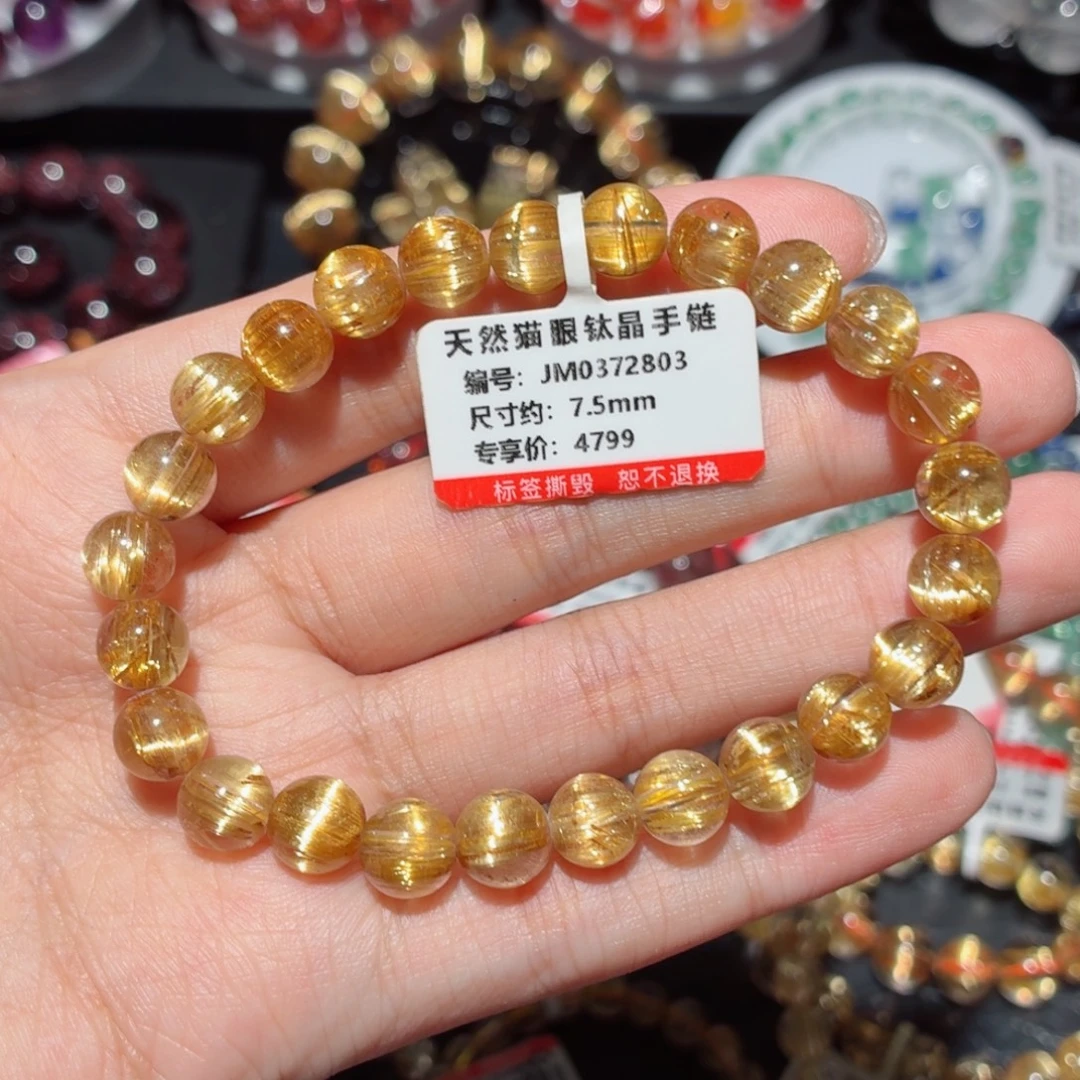 天然猫眼钛晶手链
编号：JM0372803
尺寸约：7.5mm
专享价：4799
标签撕毁 恕不退换